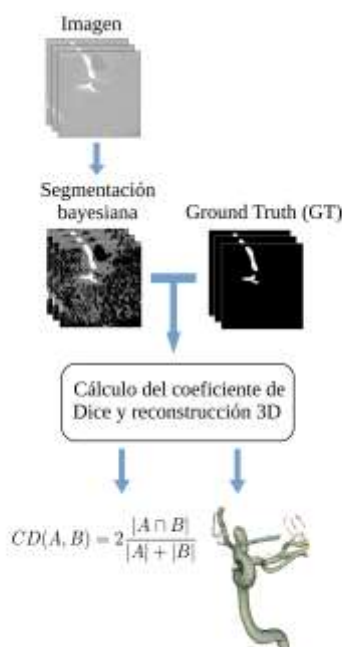 Imagen
Segmentación
bayesiana
Ground Truth (GT)
Cálculo del coeficiente de
Dice y reconstrucción 3D
CD(A, B) = 2 |A ∩ B| / |A| + |B|